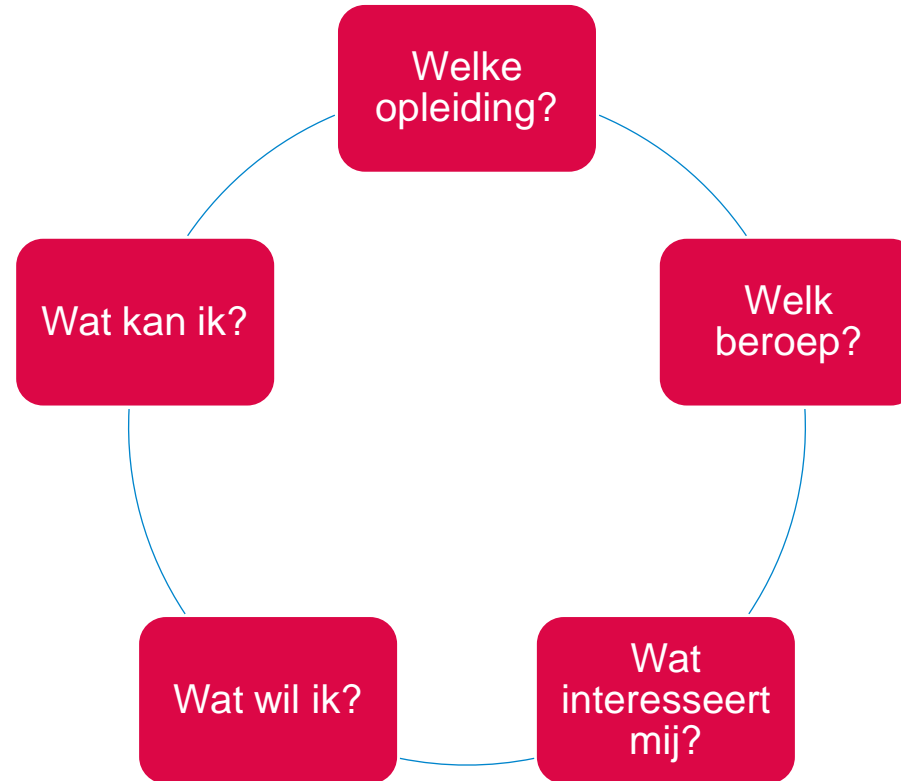 Welke
opleiding?
Welk
beroep?
Wat
interesseert
mij?
Wat wil ik?
Wat kan ik?